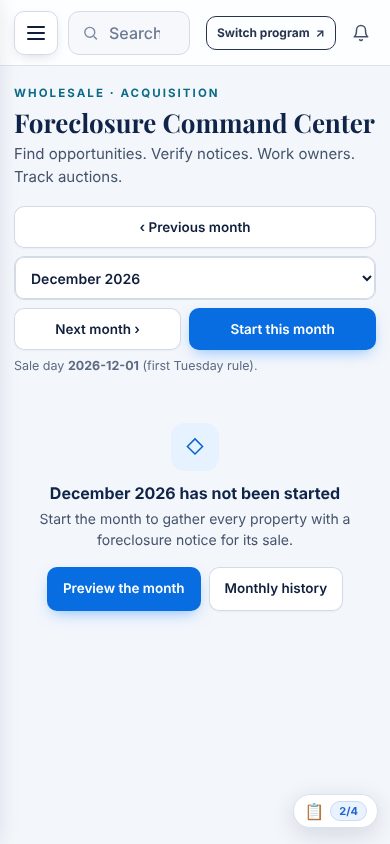 Search
Switch program ↗
WHOLESALE · ACQUISITION
Foreclosure Command Center
Find opportunities. Verify notices. Work owners.
Track auctions.
‹ Previous month
December 2026
Next month ›
Start this month
Sale day 2026-12-01 (first Tuesday rule).
December 2026 has not been started
Start the month to gather every property with a
foreclosure notice for its sale.
Preview the month
Monthly history
2/4